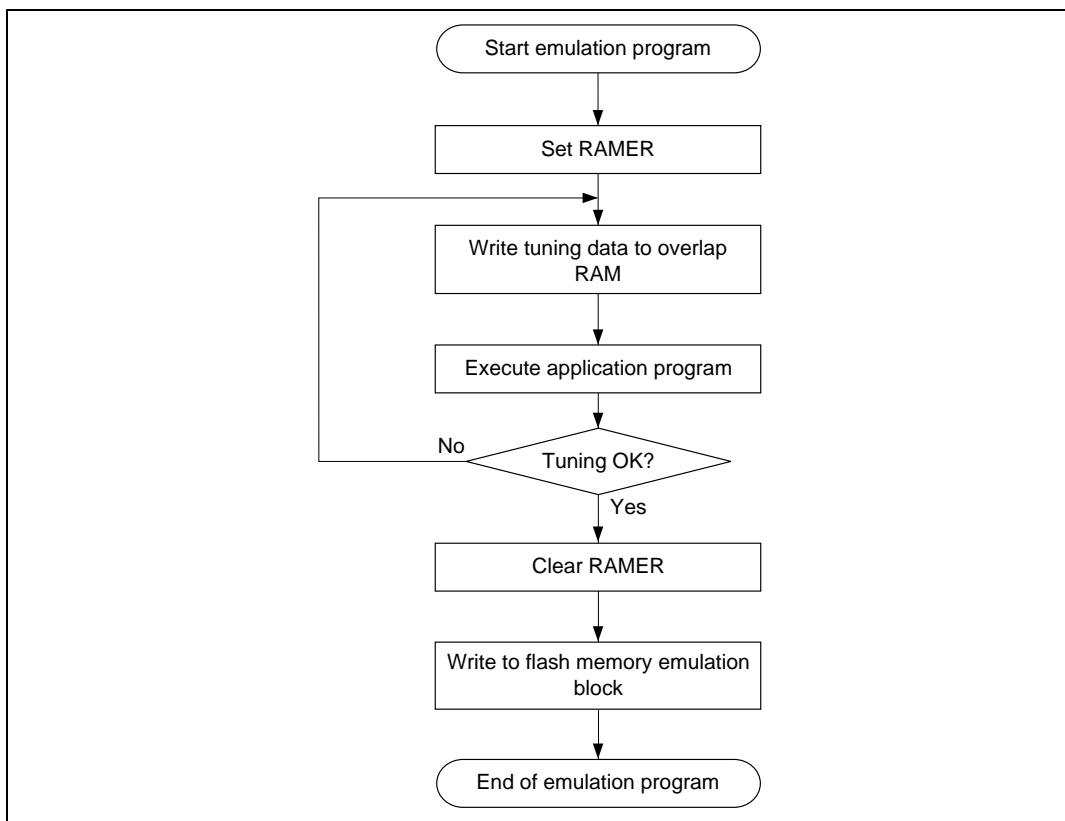 Start emulation program
Set RAMER
Write tuning data to overlap
RAM
Execute application program
No
Tuning OK?
Yes
Clear RAMER
Write to flash memory emulation
block
End of emulation program